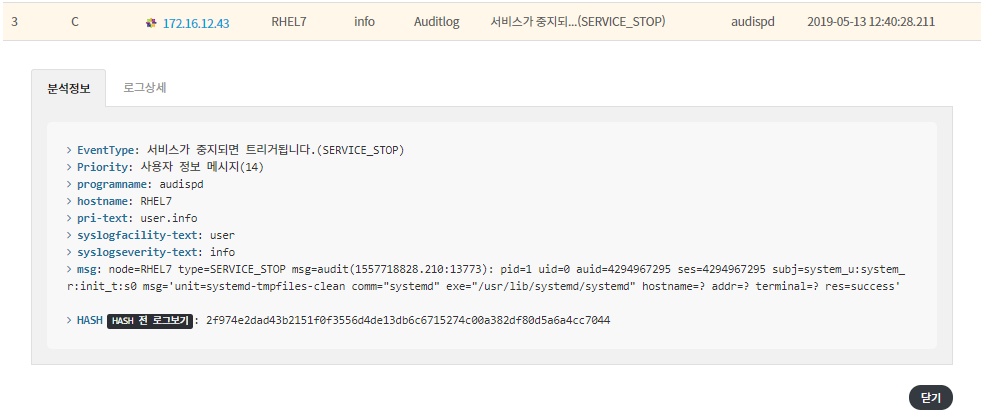 3 C 172.16.12.43 RHEL7 info Auditlog 서비스가 중지되...(SERVICE_STOP) audispd 2019-05-13 12:40:28.211
분석정보 로그상세
> EventType: 서비스가 중지되면 트리거됩니다.(SERVICE_STOP)
> Priority: 사용자 정보 메시지(14)
> programname: audispd
> hostname: RHEL7
> pri-text: user.info
> syslogfacility-text: user
> syslogseverity-text: info
> msg: node=RHEL7 type=SERVICE_STOP msg=audit(1557718828.210:13773): pid=1 uid=0 auid=4294967295 ses=4294967295 subj=system_u:system_
r:init_t:s0 msg='unit=systemd-tmpfiles-clean comm="systemd" exe="/usr/lib/systemd/systemd" hostname=? addr=? terminal=? res=success'
> HASH HASH 전 로그보기 : 2f974e2dad43b2151f0f3556d4de13db6c6715274c00a382df80d5a6a4cc7044
닫기